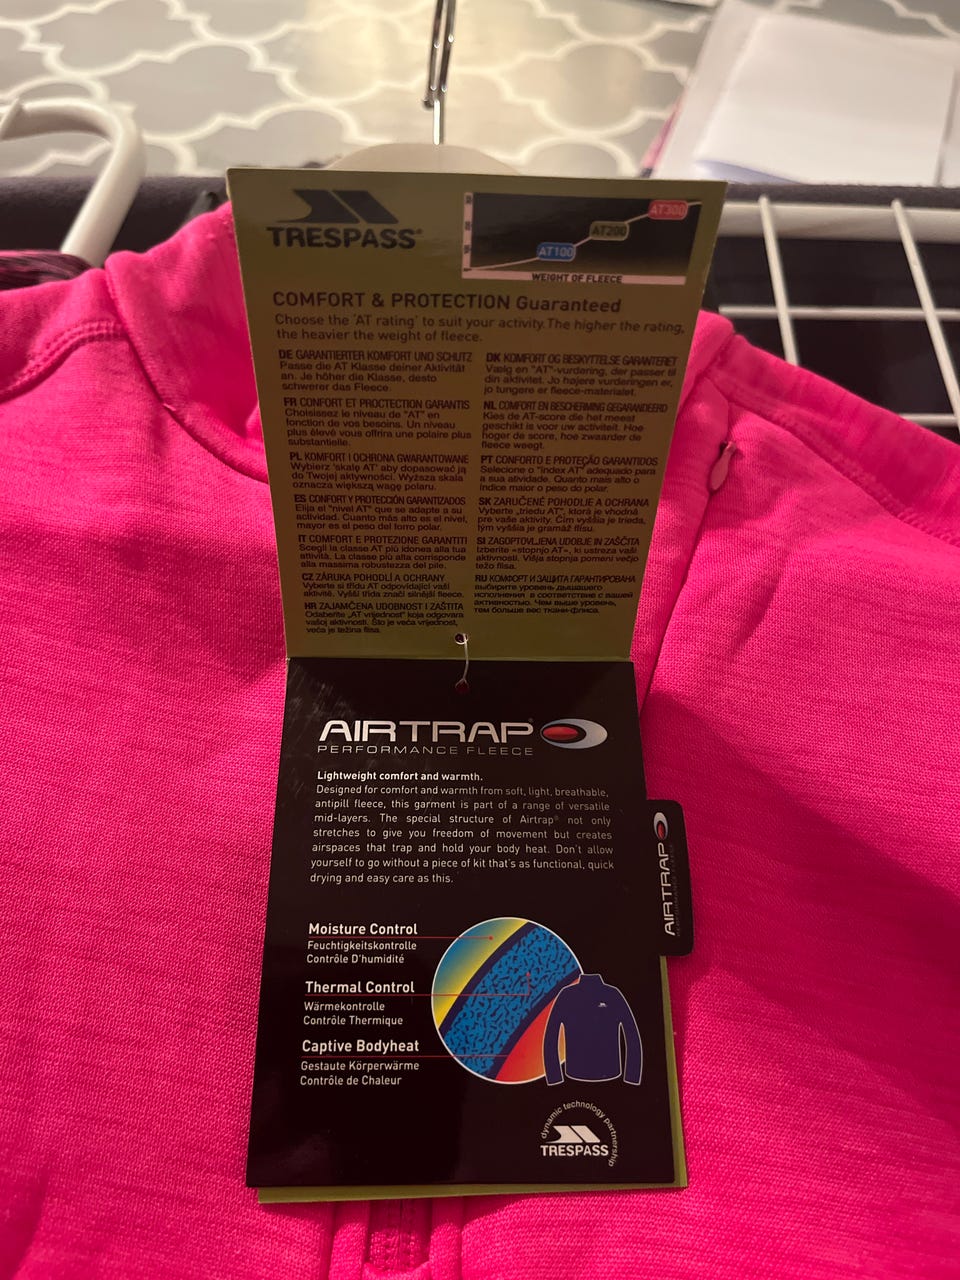 TRESPASS
AT300
AT200
AT100
WEIGHT OF FLEECE
COMFORT & PROTECTION Guaranteed
Choose the 'AT rating' to suit your activity. The higher the rating,
the heavier the weight of fleece.
DE GARANTIERTER KOMFORT UND SCHUTZ
Passe die AT Klasse deiner Aktivität
an. Je höher die Klasse, desto
schwerer das Fleece.
FR CONFORT ET PROCTECTION GARANTIS
Choisissez le niveau de "AT" en
fonction de vos besoins. Un niveau
plus élevé vous offrira une polaire plus
substantielle.
PL KOMFORT I OCHRONA GWARANTOWANE
Wybierz 'skalę AT' aby dopasować ją
do Twojej aktywności. Wyższa skala
oznacza większą wagę polaru.
ES CONFORT Y PROTECCIÓN GARANTIZADOS
Elija el "nivel AT" que se adapte a su
actividad. Cuanto más alto es el nivel,
mayor es el peso del forro polar.
IT COMFORT E PROTEZIONE GARANTITI
Scegli la classe AT più idonea alla tua
attività. La classe più alta corrisponde
alla massima robustezza del pile.
CZ ZÁRUKA POHODLÍ A OCHRANY
Vyberte si třídu AT odpovídající vaší
aktivitě. Vyšší třída značí silnější fleece.
HR ZAJAMČENA UDOBNOST I ZAŠTITA
Odaberite „AT vrijednost" koja odgovara
vašoj aktivnosti. Što je veća vrijednost,
veća je težina flisa.
DK KOMFORT OG BESKYTTELSE GARANTERET
Vælg en "AT"-vurdering, der passer til
din aktivitet. Jo højere vurderingen er,
jo tungere er fleece-materialet.
NL COMFORT EN BESCHERMING GEGARANDEERD
Kies de AT-score die het meest
geschikt is voor uw activiteit. Hoe
hoger de score, hoe zwaarder de
fleece weegt.
PT CONFORTO E PROTEÇÃO GARANTIDOS
Selecione o "índex AT" adequado para
a sua atividade. Quanto mais alto o
índice maior o peso do polar.
SK ZARUČENÉ POHODLIE A OCHRANA
Vyberte „triedu AT", ktorá je vhodná
pre vaše aktivity. Čím vyššia je trieda,
tým vyššia je gramáž flísu.
SI ZAGOTOVLJENA UDOBJE IN ZAŠČITA
Izberite »stopnjo AT«, ki ustreza vaši
aktivnosti. Višja stopnja pomeni večjo
težo flisa.
RU КОМФОРТ И ЗАЩИТА ГАРАНТИРОВАНА
выбирите уровень дышашего
исполнения в соответствие с вашей
активностью. Чем выше уровень,
тем больше вес ткани-флиса.
AIRTRAP®
PERFORMANCE FLEECE
Lightweight comfort and warmth.
Designed for comfort and warmth from soft, light, breathable,
antipill fleece, this garment is part of a range of versatile
mid-layers. The special structure of Airtrap® not only
stretches to give you freedom of movement but creates
airspaces that trap and hold your body heat. Don't allow
yourself to go without a piece of kit that's as functional, quick
drying and easy care as this.
AIRTRAP
PERFORMANCE FLEECE
Moisture Control
Feuchtigkeitskontrolle
Contrôle D'humidité
Thermal Control
Wärmekontrolle
Contrôle Thermique
Captive Bodyheat
Gestaute Körperwärme
Contrôle de Chaleur
dynamic technology partnership
TRESPASS